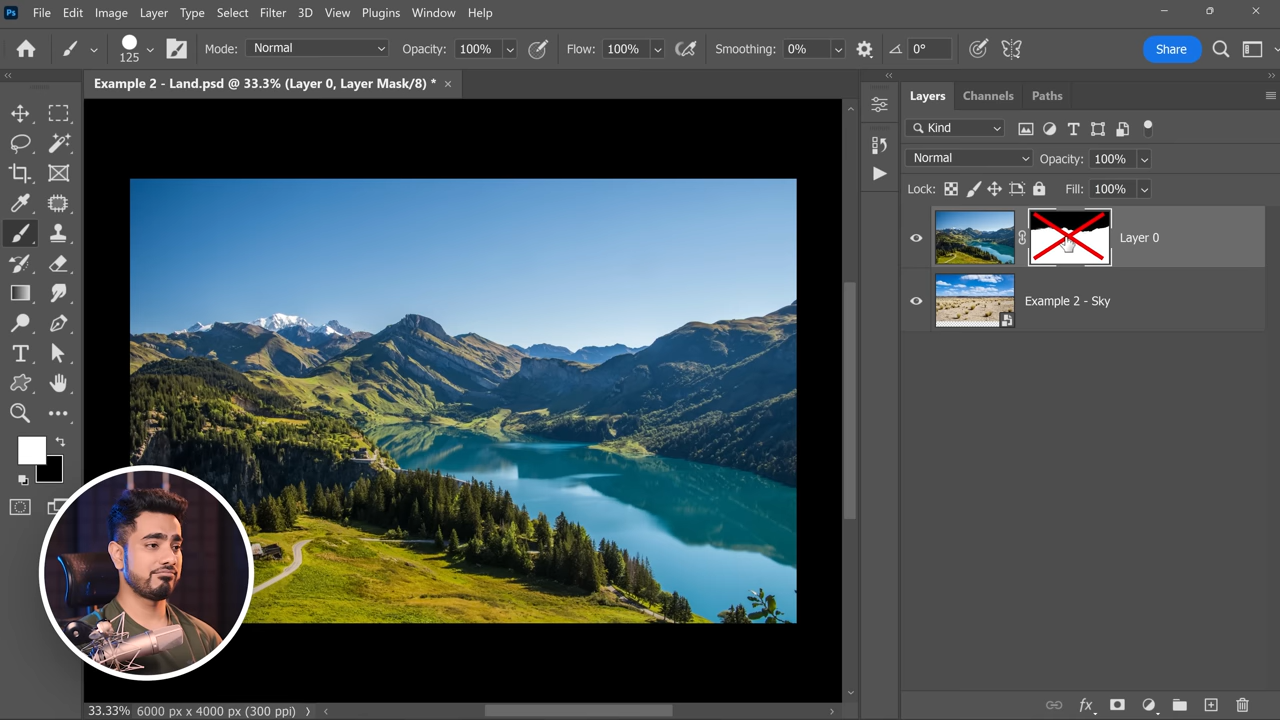 Ps File Edit Image Layer Type Select Filter 3D View Plugins Window Help
125 Mode: Normal Opacity: 100% Flow: 100% Smoothing: 0% 0° Share
Example 2 - Land.psd @ 33.3% (Layer 0, Layer Mask/8) * ×
Layers Channels Paths
Kind
Normal Opacity: 100%
Lock: Fill: 100%
Layer 0
Example 2 - Sky
33.33% 6000 px x 4000 px (300 ppi)
fx